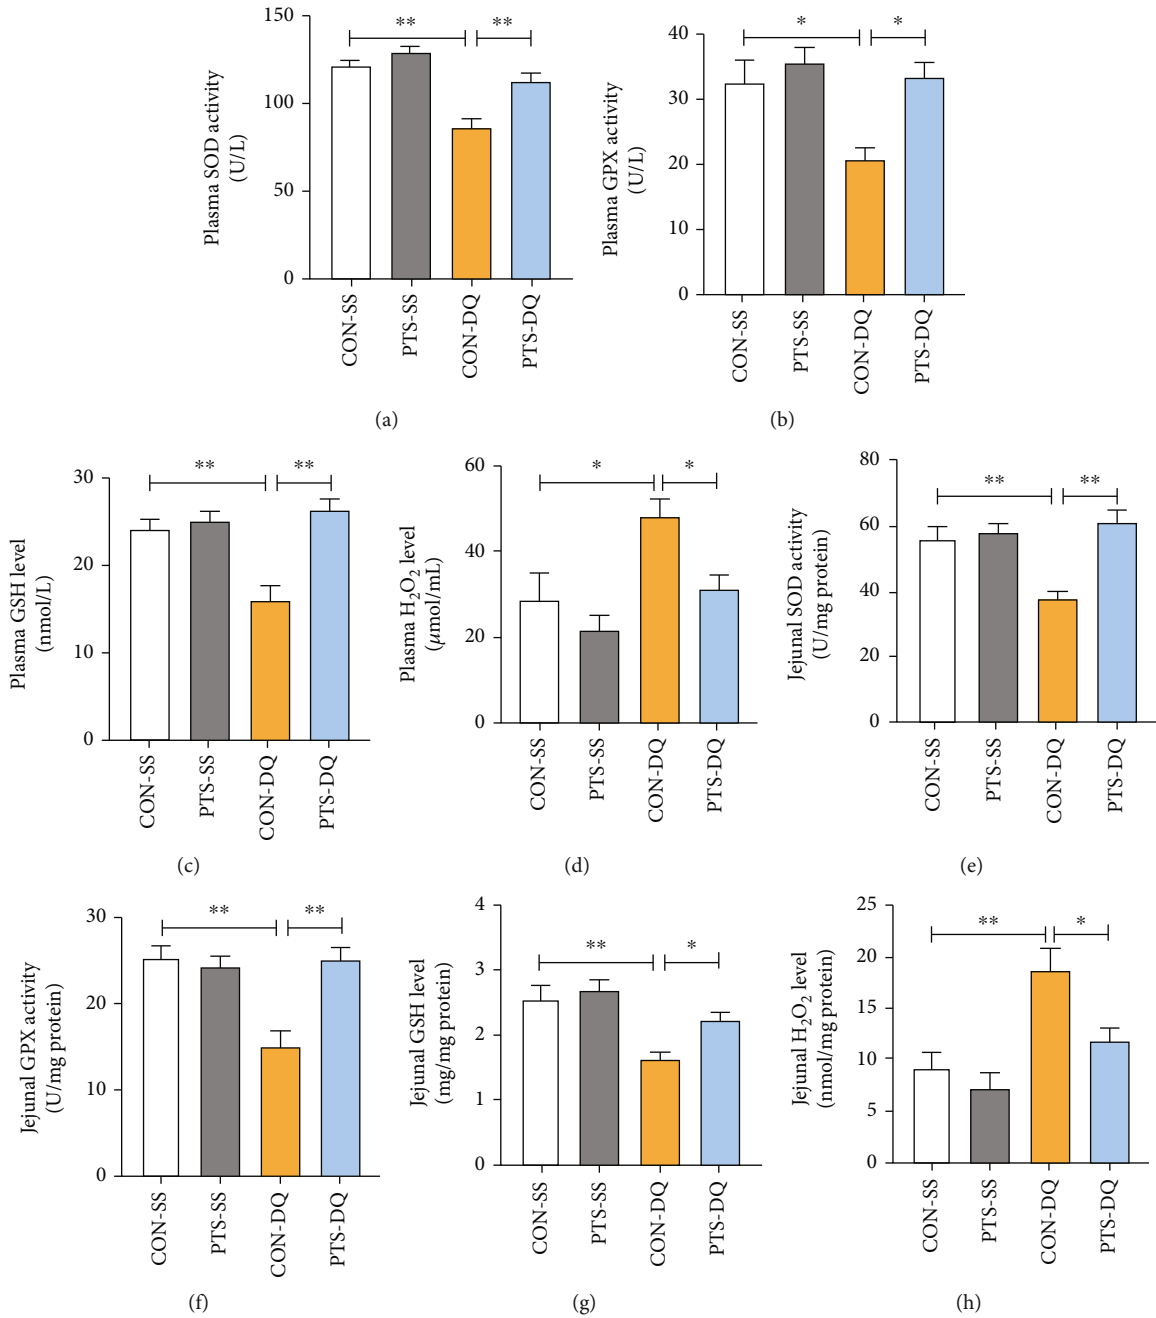 Plasma SOD activity
(U/L)
150
100
50
0
**
**
CON-SS
PTS-SS
CON-DQ
PTS-DQ
(a)
Plasma GPX activity
(U/L)
40
30
20
10
0
*
*
CON-SS
PTS-SS
CON-DQ
PTS-DQ
(b)
Plasma GSH level
(nmol/L)
30
20
10
0
**
**
CON-SS
PTS-SS
CON-DQ
PTS-DQ
(c)
Plasma H₂O₂ level
(μmol/mL)
60
40
20
0
*
*
CON-SS
PTS-SS
CON-DQ
PTS-DQ
(d)
Jejunal SOD activity
(U/mg protein)
80
60
40
20
0
**
**
CON-SS
PTS-SS
CON-DQ
PTS-DQ
(e)
Jejunal GPX activity
(U/mg protein)
30
20
10
0
**
**
CON-SS
PTS-SS
CON-DQ
PTS-DQ
(f)
Jejunal GSH level
(mg/mg protein)
4
3
2
1
0
**
*
CON-SS
PTS-SS
CON-DQ
PTS-DQ
(g)
Jejunal H₂O₂ level
(nmol/mg protein)
25
20
15
10
5
0
**
*
CON-SS
PTS-SS
CON-DQ
PTS-DQ
(h)